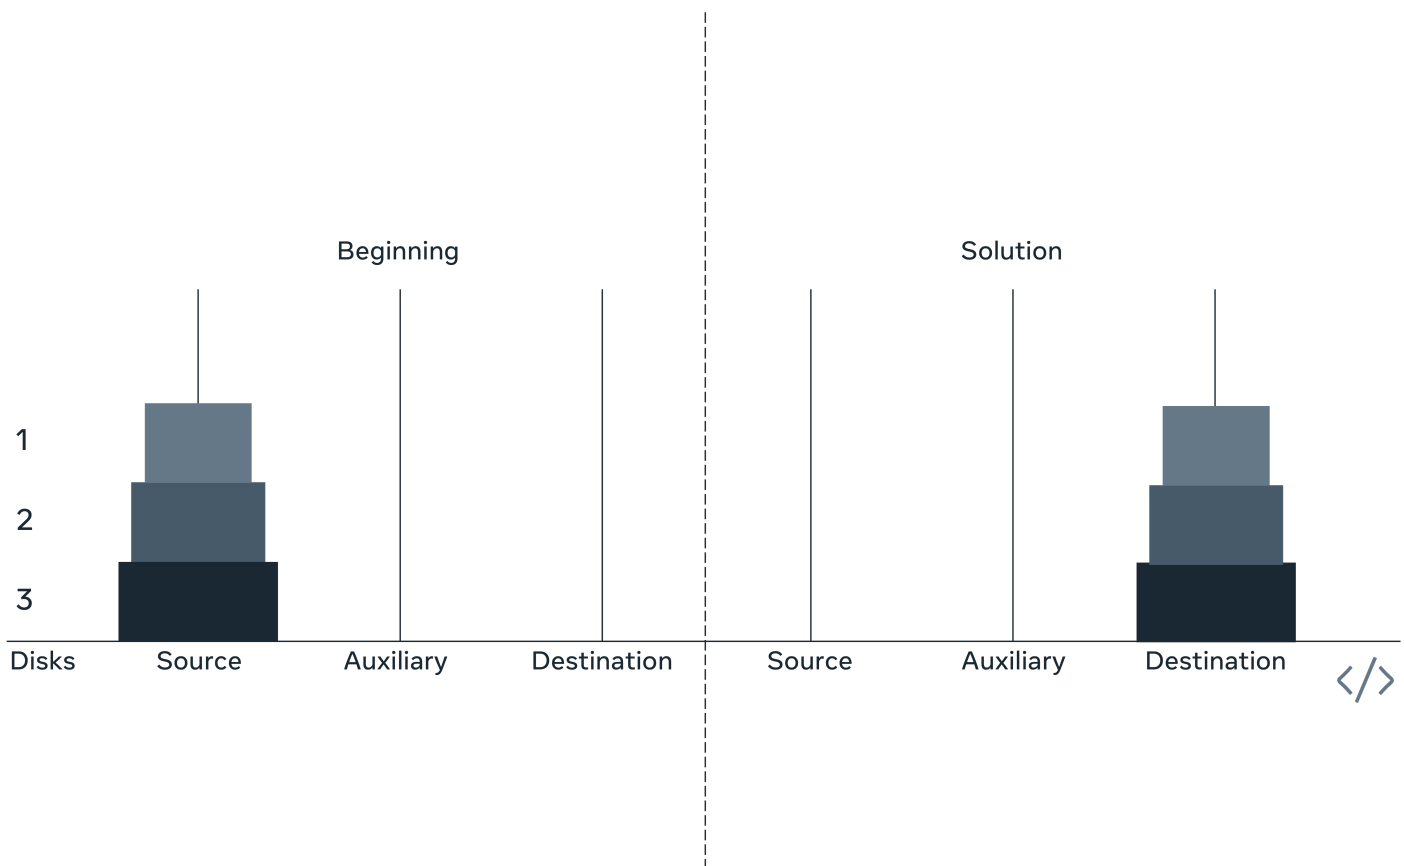 Beginning
Solution
1
2
3
Disks Source Auxiliary Destination Source Auxiliary Destination
</>